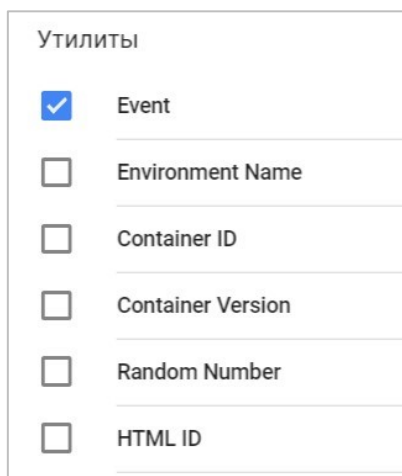 Утилиты
Event
Environment Name
Container ID
Container Version
Random Number
HTML ID